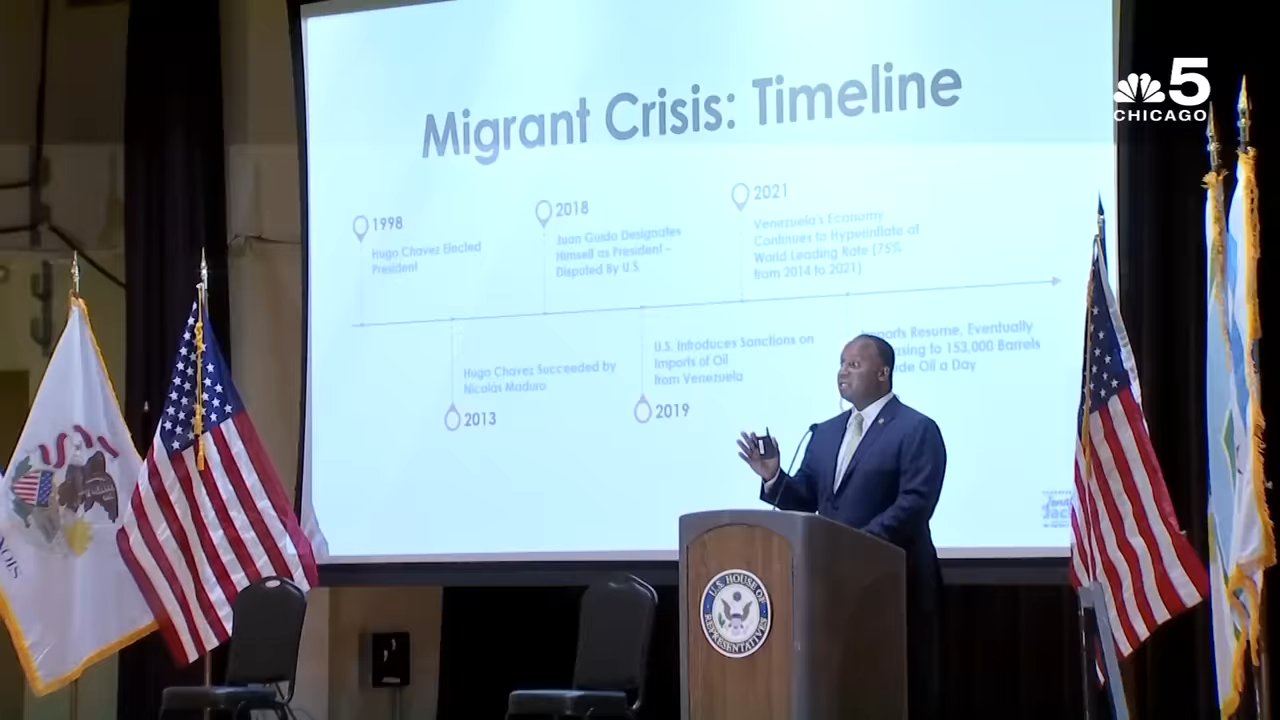 5
CHICAGO
Migrant Crisis: Timeline
1998
Hugo Chavez Elected
President
2018
Juan Guido Designates
Himself as President –
Disputed By U.S.
2021
Venezuela's Economy
Continues to Hyperinflate at
World Leading Rate (75%
from 2014 to 2021)
Hugo Chavez Succeeded by
Nicolás Maduro
2013
U.S. Introduces Sanctions on
Imports of Oil
from Venezuela
2019
Resume, Eventually
to 153,000 Barrels
Oil a Day
U.S. HOUSE OF
REPRESENTATIVES